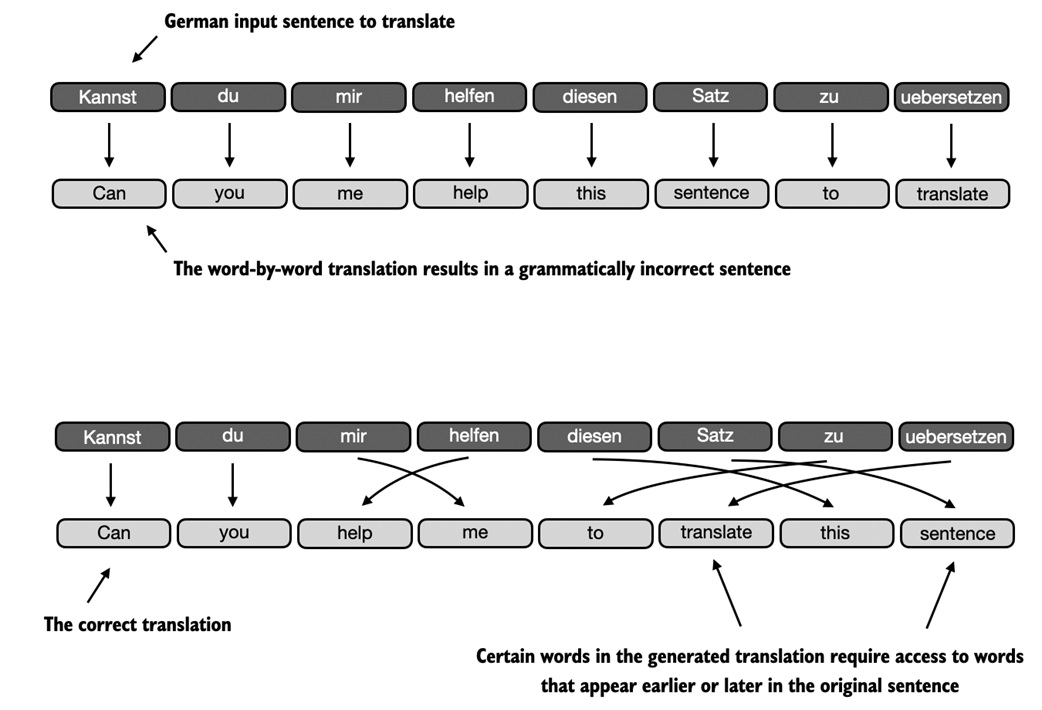 German input sentence to translate
Kannst du mir helfen diesen Satz zu uebersetzen
Can you me help this sentence to translate
The word-by-word translation results in a grammatically incorrect sentence
Kannst du mir helfen diesen Satz zu uebersetzen
Can you help me to translate this sentence
The correct translation
Certain words in the generated translation require access to words
that appear earlier or later in the original sentence